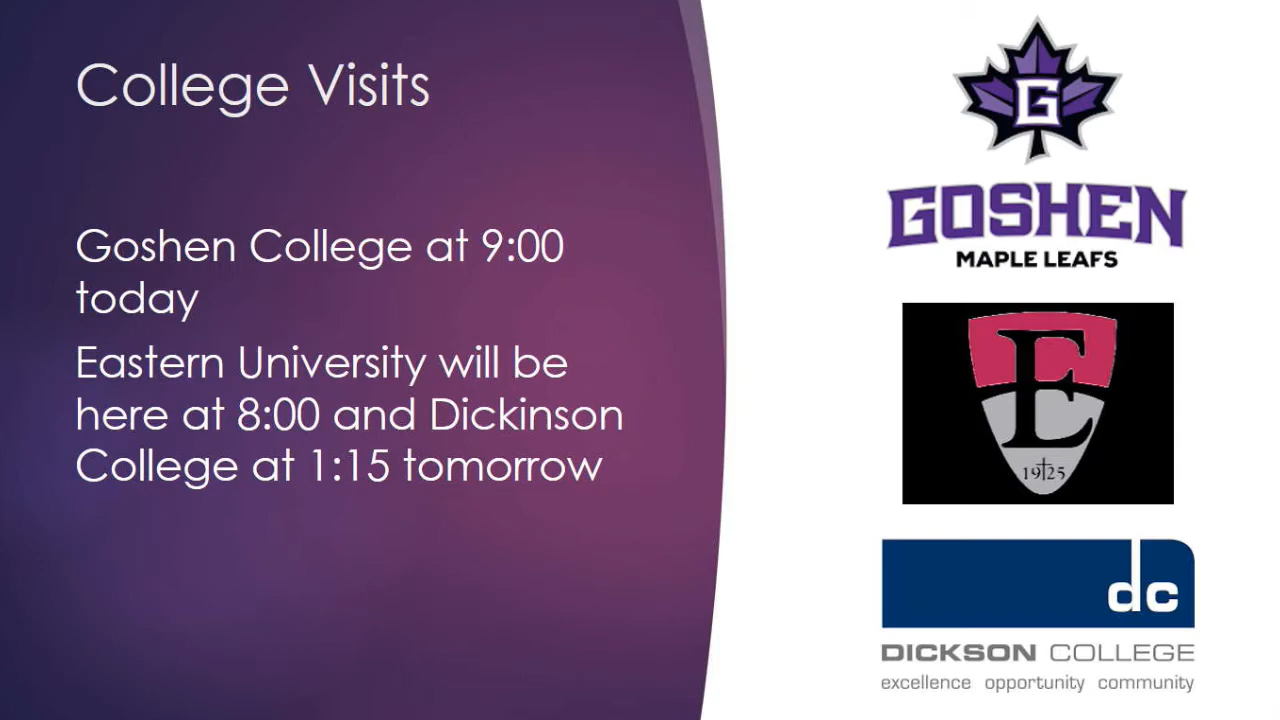 College Visits
Goshen College at 9:00
today
Eastern University will be
here at 8:00 and Dickinson
College at 1:15 tomorrow
G
GOSHEN
MAPLE LEAFS
E
19†25
dc
DICKSON COLLEGE
excellence opportunity community